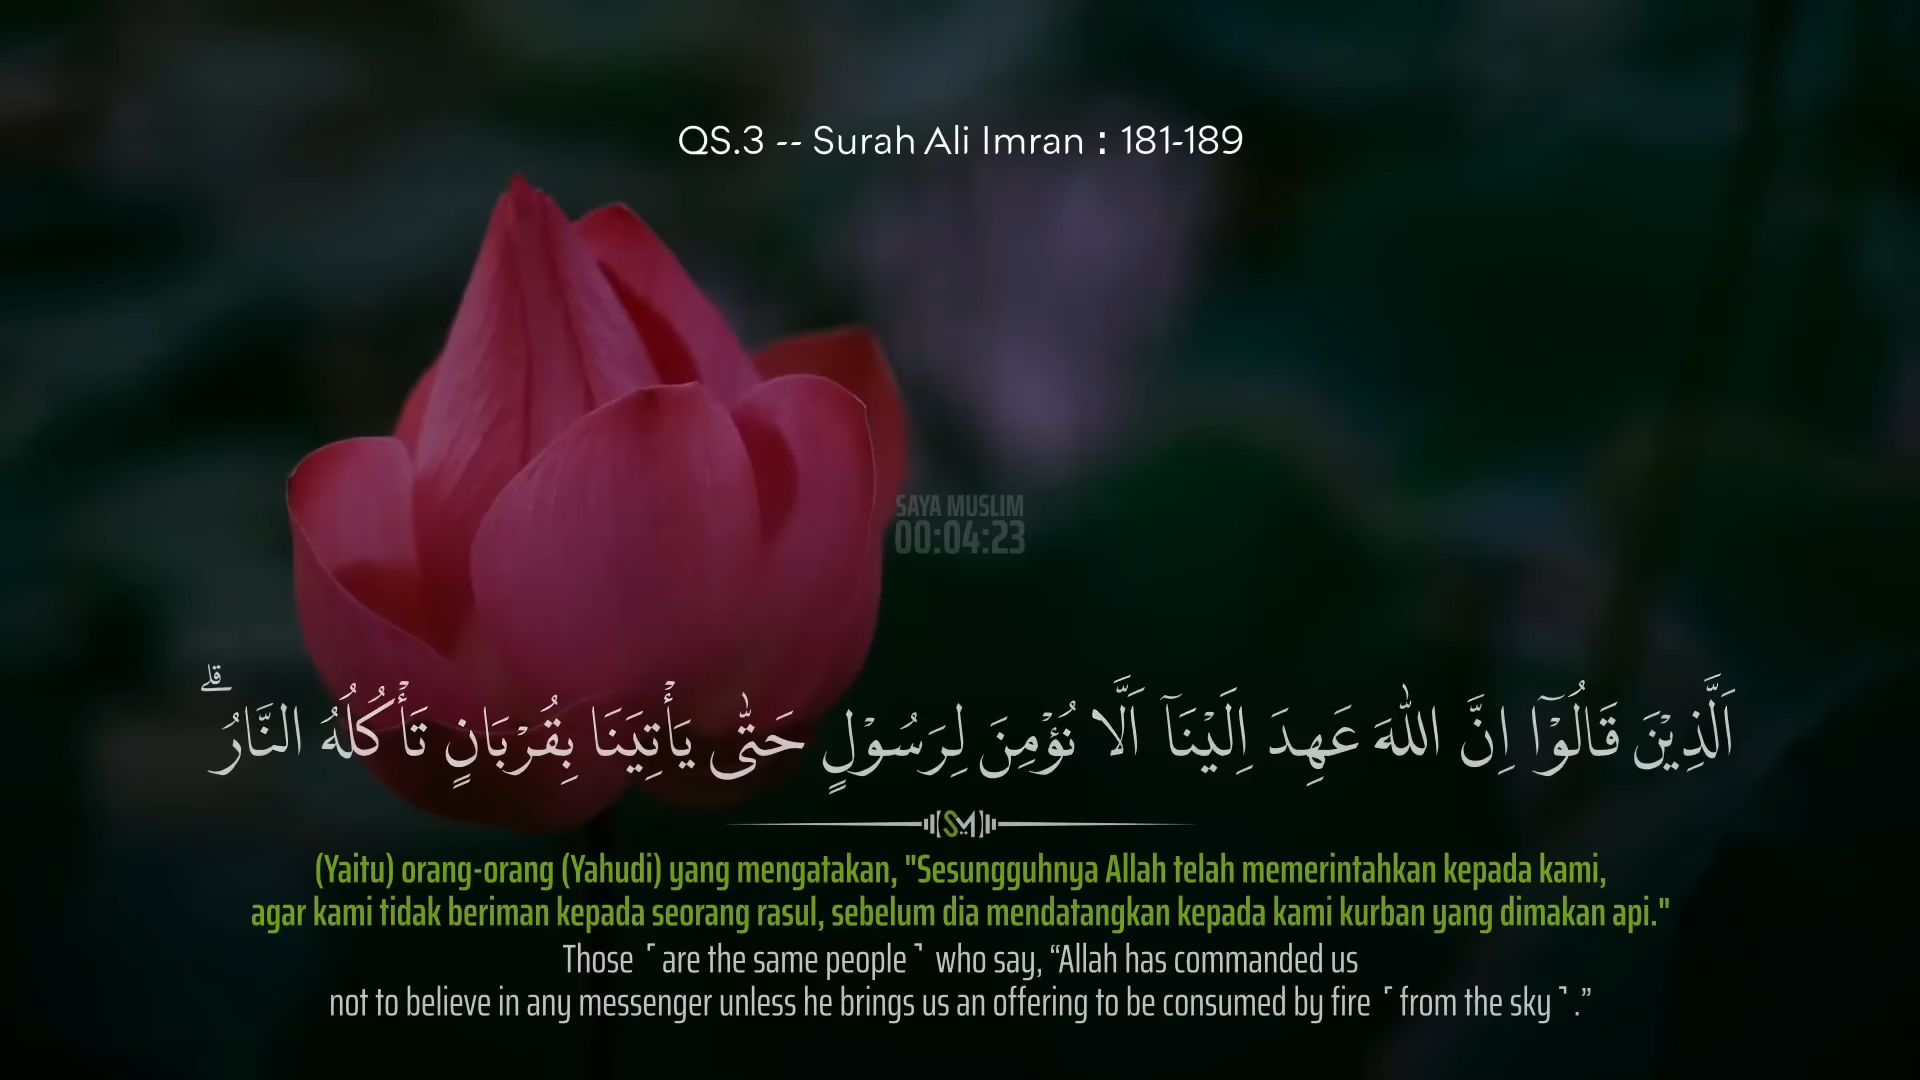 QS.3 -- Surah Ali Imran : 181-189
SAYA MUSLIM
00:04:23
اَلَّذِيْنَ قَالُوْٓا اِنَّ اللّٰهَ عَهِدَ اِلَيْنَآ اَلَّا نُؤْمِنَ لِرَسُوْلٍ حَتّٰى يَأْتِيَنَا بِقُرْبَانٍ تَأْكُلُهُ النَّارُ ۗ
SM
(Yaitu) orang-orang (Yahudi) yang mengatakan, "Sesungguhnya Allah telah memerintahkan kepada kami,
agar kami tidak beriman kepada seorang rasul, sebelum dia mendatangkan kepada kami kurban yang dimakan api."
Those ˹are the same people˺ who say, “Allah has commanded us
not to believe in any messenger unless he brings us an offering to be consumed by fire ˹from the sky˺.”